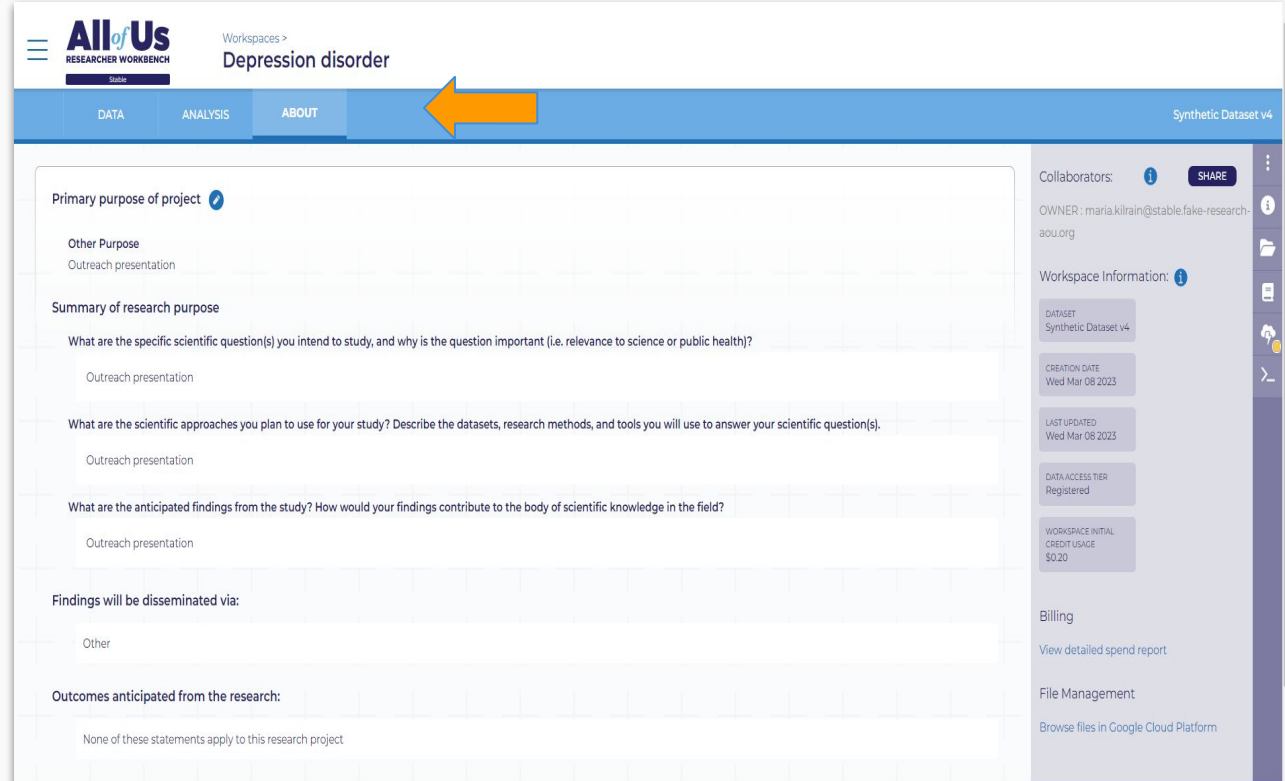 All of Us
RESEARCHER WORKBENCH
Stable
Workspaces >
Depression disorder
DATA
ANALYSIS
ABOUT
Synthetic Dataset v4
Primary purpose of project
Other Purpose
Outreach presentation
Summary of research purpose
What are the specific scientific question(s) you intend to study, and why is the question important (i.e. relevance to science or public health)?
Outreach presentation
What are the scientific approaches you plan to use for your study? Describe the datasets, research methods, and tools you will use to answer your scientific question(s).
Outreach presentation
What are the anticipated findings from the study? How would your findings contribute to the body of scientific knowledge in the field?
Outreach presentation
Findings will be disseminated via:
Other
Outcomes anticipated from the research:
None of these statements apply to this research project
Collaborators:
SHARE
OWNER : maria.kilrain@stable.fake-research-
aou.org
Workspace Information:
DATASET
Synthetic Dataset v4
CREATION DATE
Wed Mar 08 2023
LAST UPDATED
Wed Mar 08 2023
DATA ACCESS TIER
Registered
WORKSPACE INITIAL
CREDIT USAGE
$0.20
Billing
View detailed spend report
File Management
Browse files in Google Cloud Platform